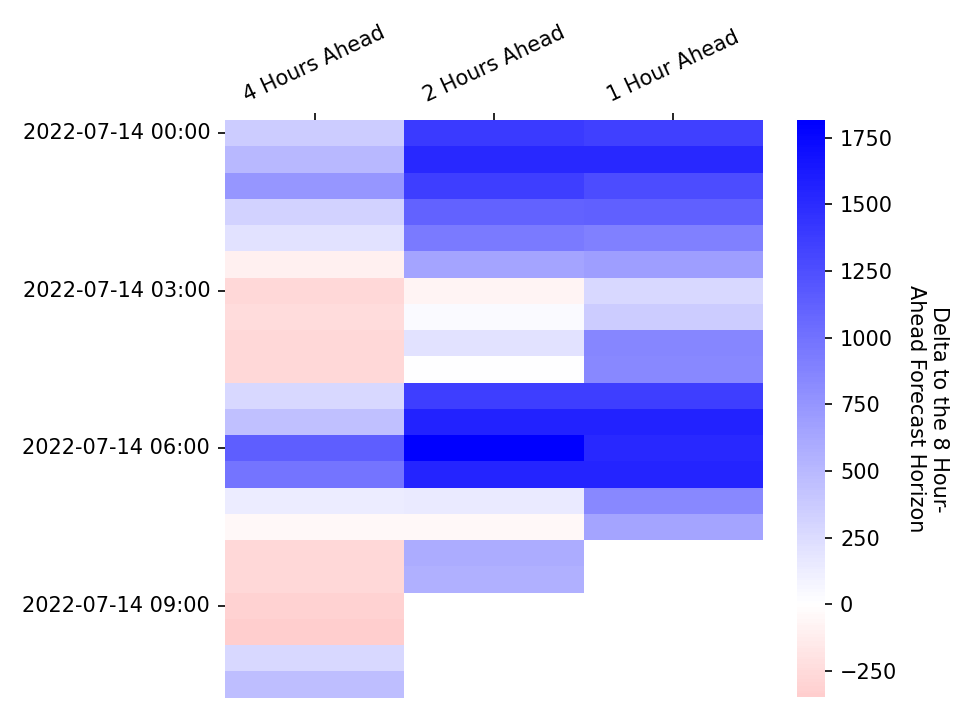 4 Hours Ahead
2 Hours Ahead
1 Hour Ahead
2022-07-14 00:00
2022-07-14 03:00
2022-07-14 06:00
2022-07-14 09:00
1750
1500
1250
1000
750
500
250
0
−250
Delta to the 8 Hour-
Ahead Forecast Horizon